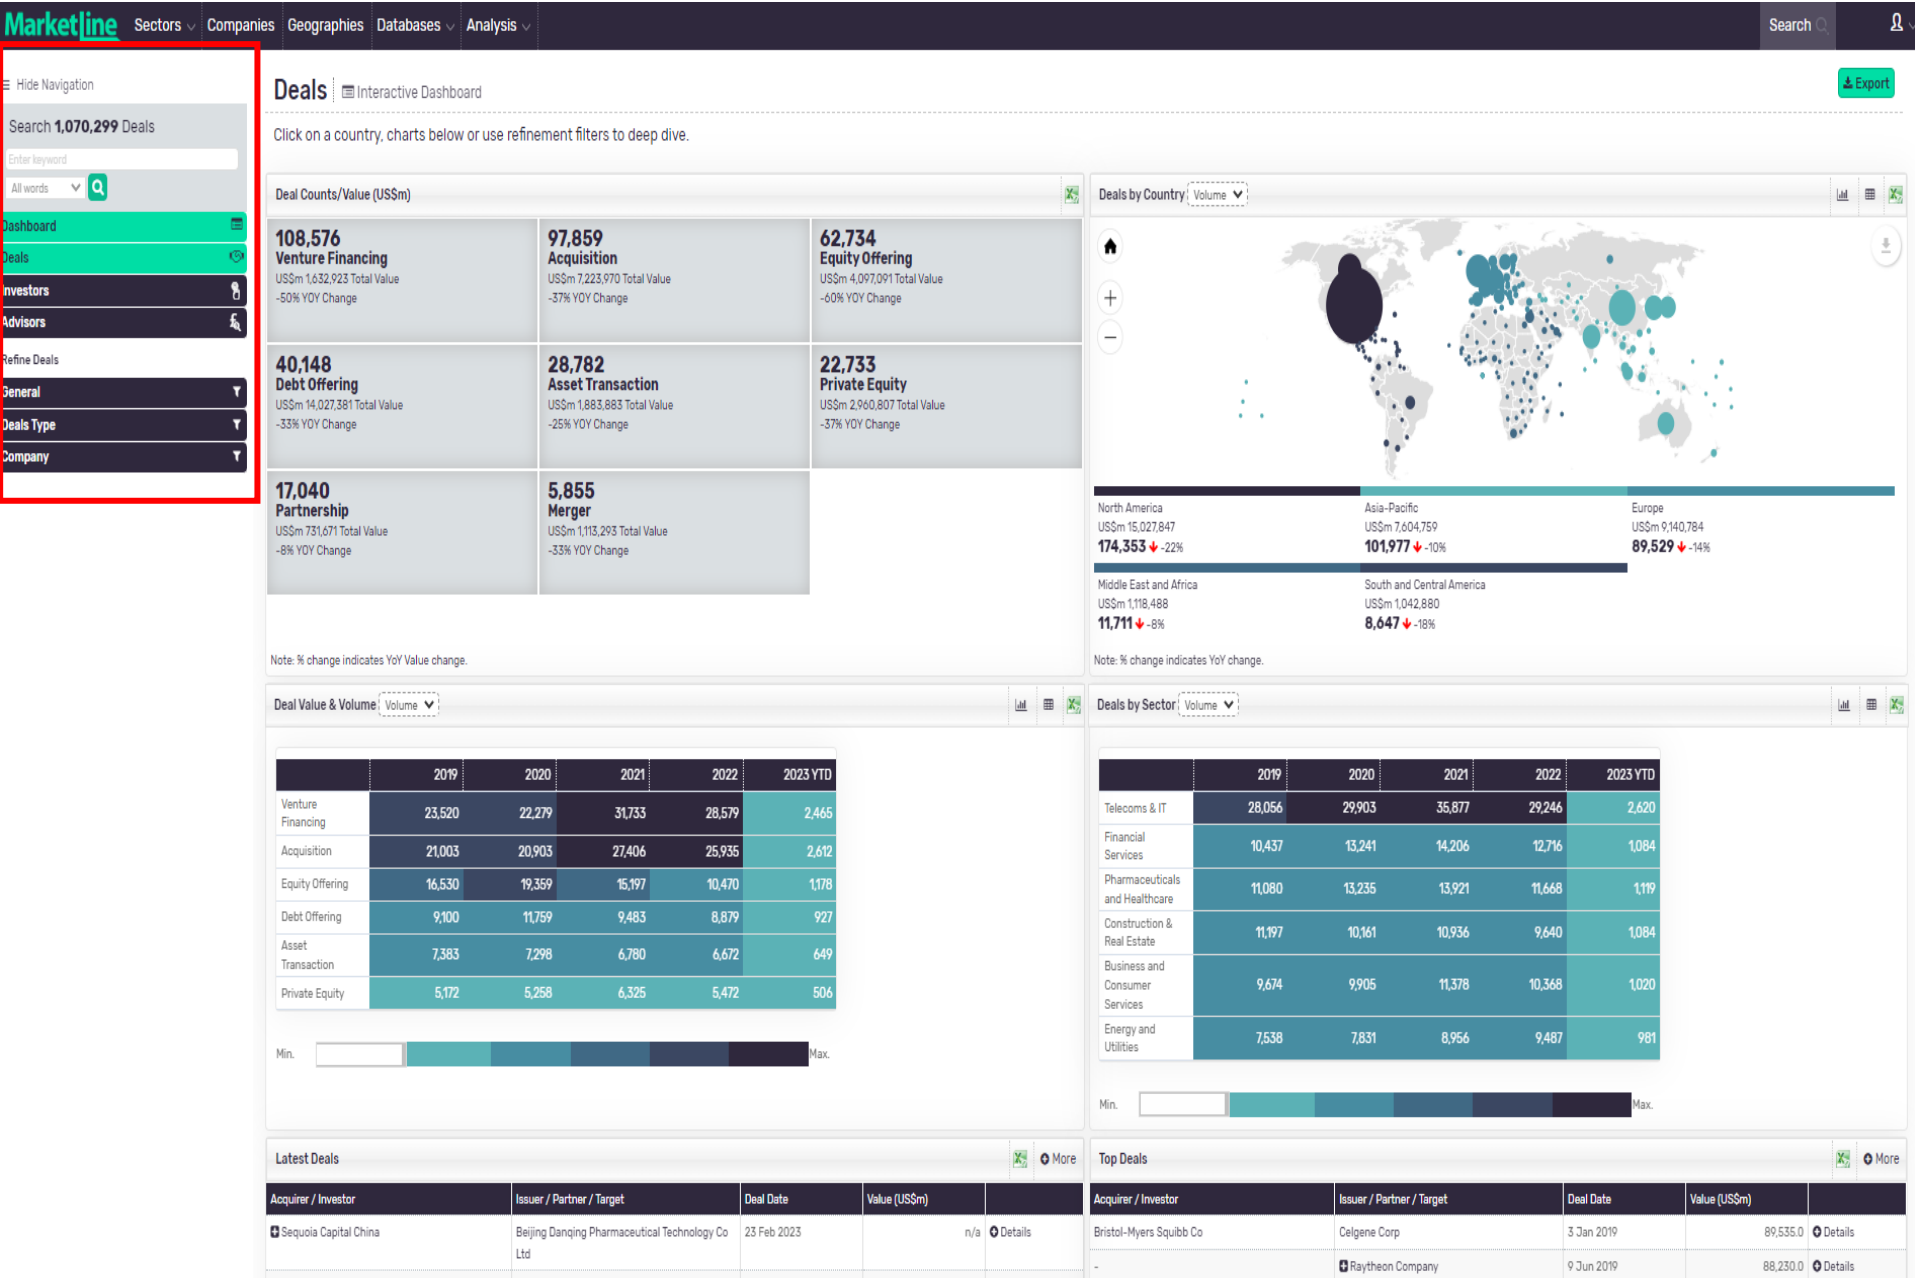 MarketLine Sectors Companies Geographies Databases Analysis Search
Hide Navigation
Search 1,070,299 Deals
Enter keyword
All words
Dashboard
Deals
Investors
Advisors
Refine Deals
General
Deals Type
Company
Deals Interactive Dashboard
Export
Click on a country, charts below or use refinement filters to deep dive.
Deal Counts/Value (US$m)
108,576
Venture Financing
US$m 1,632,923 Total Value
-50% YOY Change
97,859
Acquisition
US$m 7,223,970 Total Value
-37% YOY Change
62,734
Equity Offering
US$m 4,097,091 Total Value
-60% YOY Change
40,148
Debt Offering
US$m 14,027,381 Total Value
-33% YOY Change
28,782
Asset Transaction
US$m 1,883,883 Total Value
-25% YOY Change
22,733
Private Equity
US$m 2,960,807 Total Value
-37% YOY Change
17,040
Partnership
US$m 731,671 Total Value
-8% YOY Change
5,855
Merger
US$m 1,113,293 Total Value
-33% YOY Change
Note: % change indicates YoY Value change.
Deals by Country Volume
North America
US$m 15,027,847
174,353 -22%
Asia-Pacific
US$m 7,604,759
101,977 -10%
Europe
US$m 9,140,784
89,529 -14%
Middle East and Africa
US$m 1,118,488
11,711 -8%
South and Central America
US$m 1,042,880
8,647 -18%
Note: % change indicates YoY change.
Deal Value & Volume Volume
2019 2020 2021 2022 2023 YTD
Venture
Financing 23,520 22,279 31,733 28,579 2,465
Acquisition 21,003 20,903 27,406 25,935 2,612
Equity Offering 16,530 19,359 15,197 10,470 1,178
Debt Offering 9,100 11,759 9,483 8,879 927
Asset
Transaction 7,383 7,298 6,780 6,672 649
Private Equity 5,172 5,258 6,325 5,472 506
Min. Max.
Deals by Sector Volume
2019 2020 2021 2022 2023 YTD
Telecoms & IT 28,056 29,903 35,877 29,246 2,620
Financial
Services 10,437 13,241 14,206 12,716 1,084
Pharmaceuticals
and Healthcare 11,080 13,235 13,921 11,668 1,119
Construction &
Real Estate 11,197 10,161 10,936 9,640 1,084
Business and
Consumer 9,674 9,905 11,378 10,368 1,020
Services
Energy and
Utilities 7,538 7,831 8,956 9,487 981
Min. Max.
Latest Deals More
Acquirer / Investor Issuer / Partner / Target Deal Date Value (US$m)
Sequoia Capital China Beijing Danqing Pharmaceutical Technology Co 23 Feb 2023 n/a Details
Ltd
Top Deals More
Acquirer / Investor Issuer / Partner / Target Deal Date Value (US$m)
Bristol-Myers Squibb Co Celgene Corp 3 Jan 2019 89,535.0 Details
- Raytheon Company 9 Jun 2019 88,230.0 Details